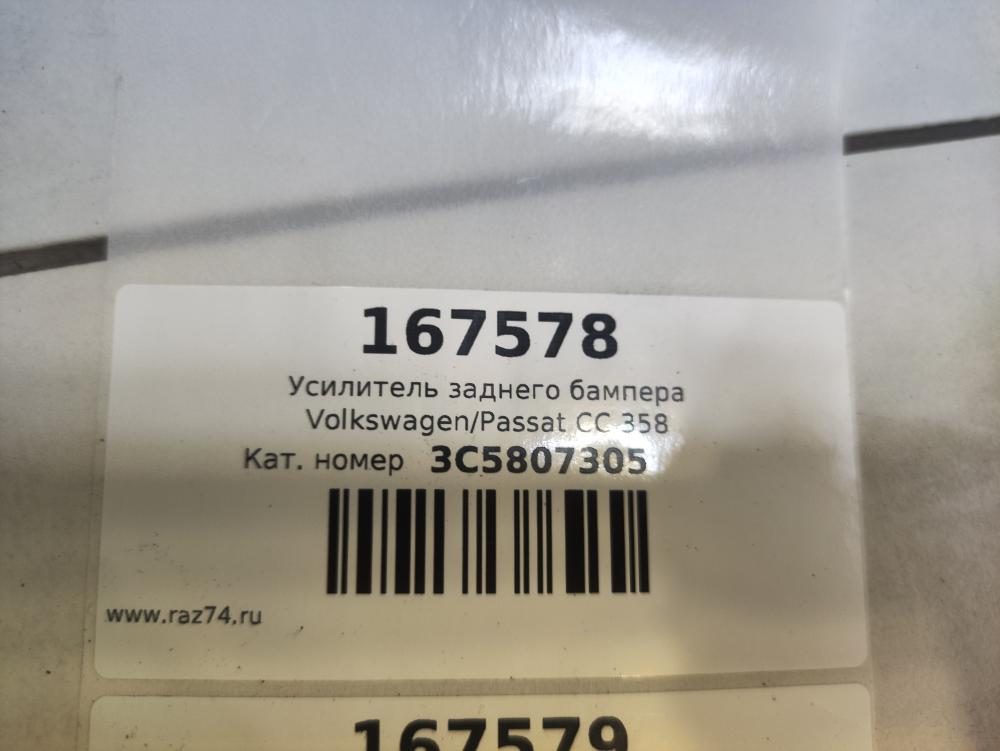 167578
Усилитель заднего бампера
Volkswagen/Passat CC 358
Кат. номер 3C5807305
www.raz74.ru
167579